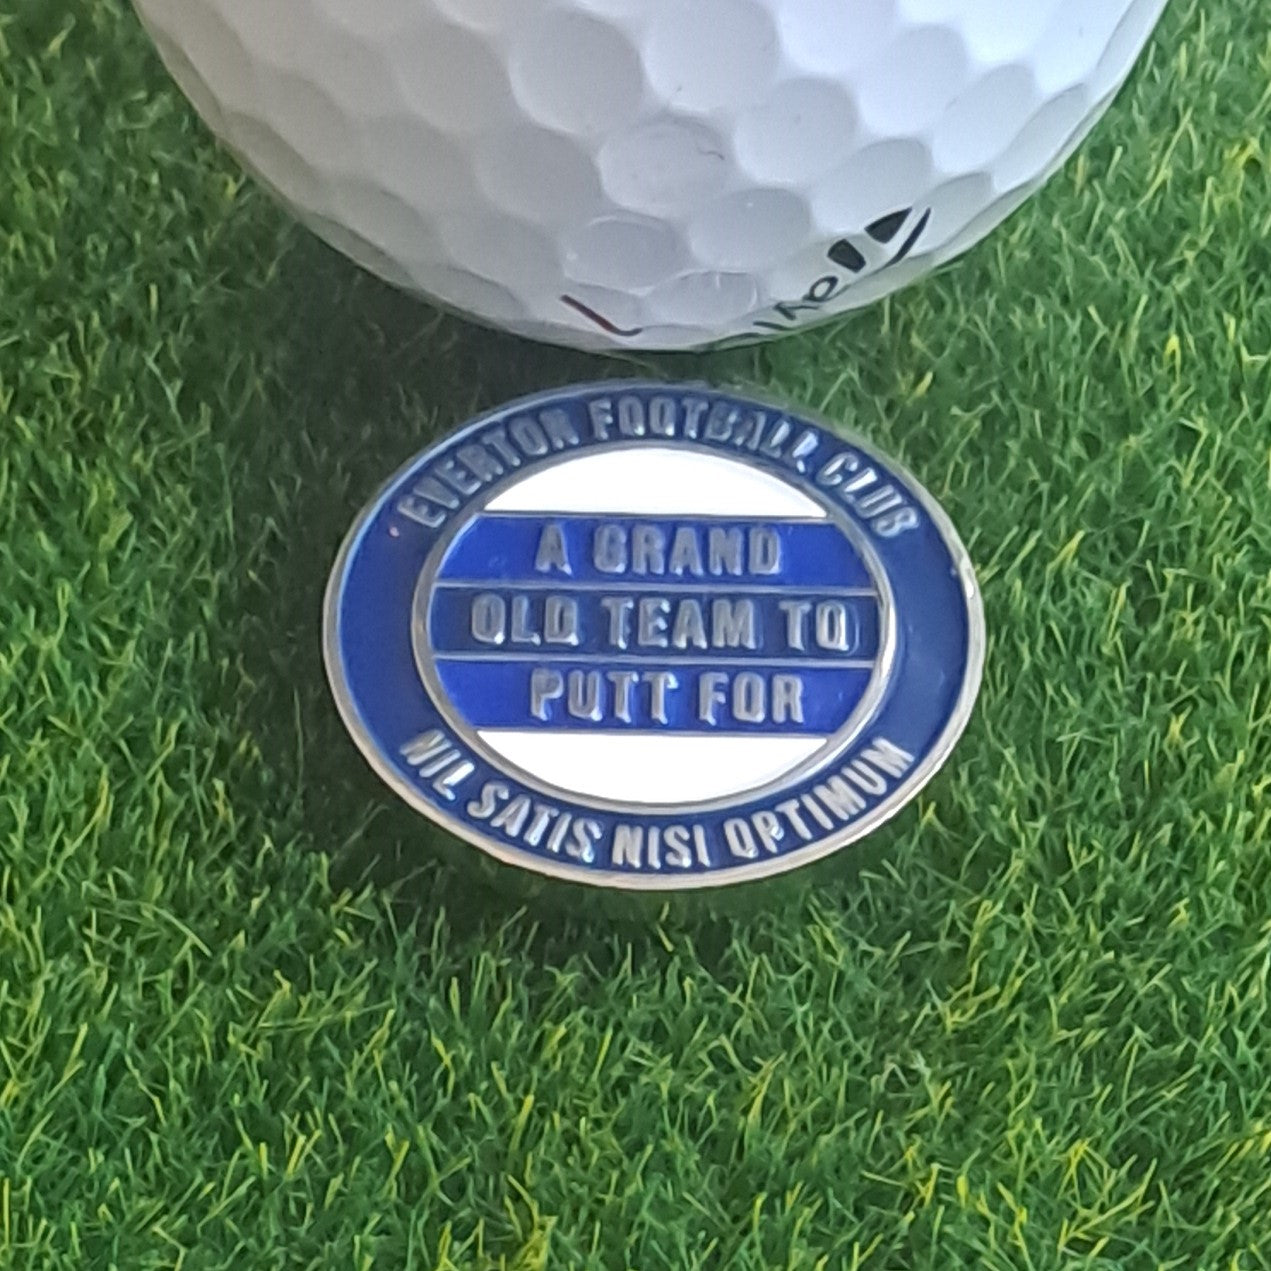 EVERTON FOOTBALL CLUB
A GRAND
OLD TEAM TO
PUTT FOR
NIL SATIS NISI OPTIMUM